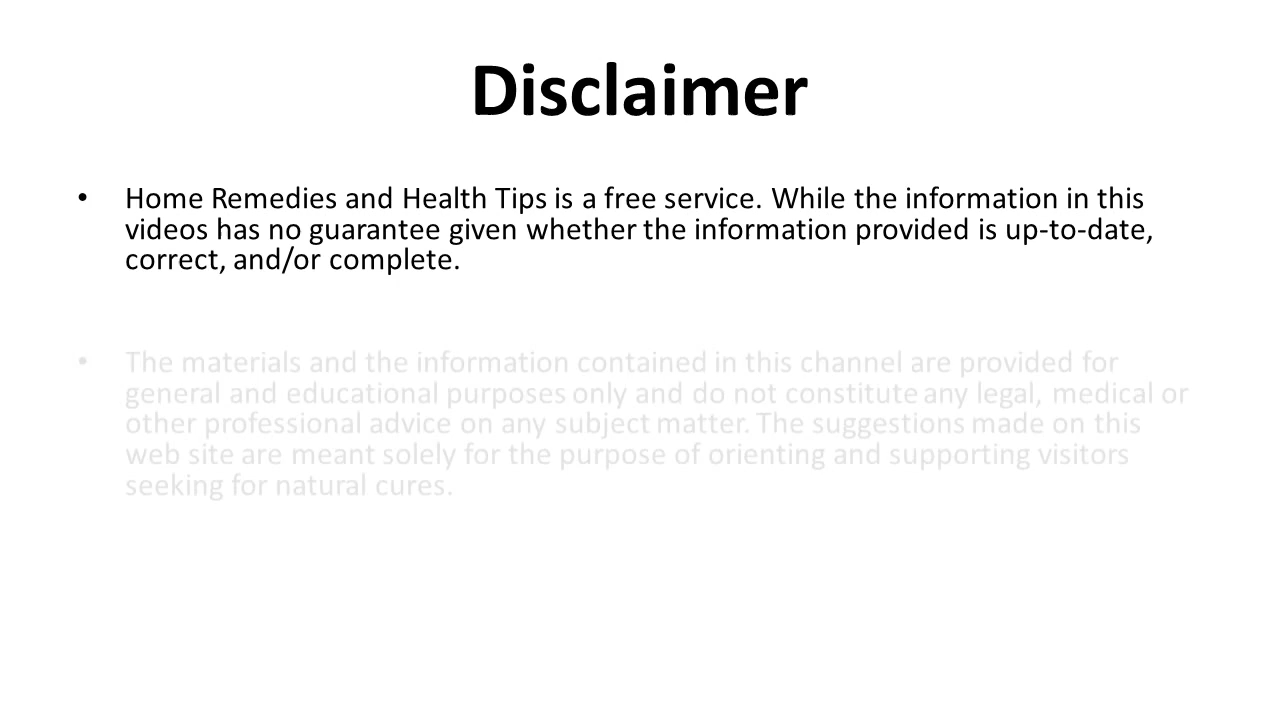 Disclaimer
• Home Remedies and Health Tips is a free service. While the information in this
videos has no guarantee given whether the information provided is up-to-date,
correct, and/or complete.
• The materials and the information contained in this channel are provided for
general and educational purposes only and do not constitute any legal, medical or
other professional advice on any subject matter. The suggestions made on this
web site are meant solely for the purpose of orienting and supporting visitors
seeking for natural cures.